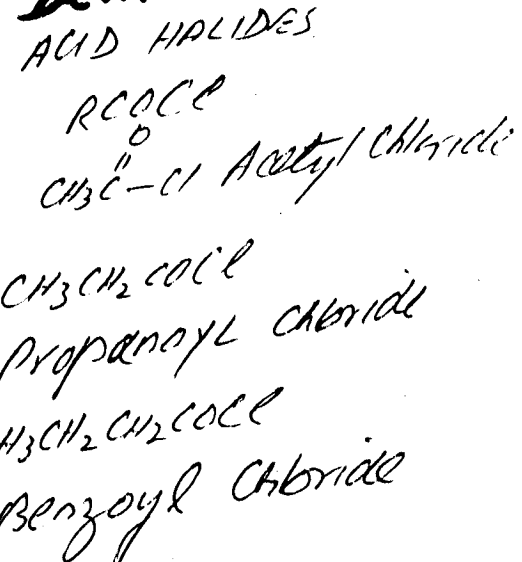 ACID HALIDES
RCOCl
O
CH3C-Cl Acetyl Chloride
CH3CH2COCl
Propanoyl Chloride
H3CH2CH2COCl
Benzoyl Chloride